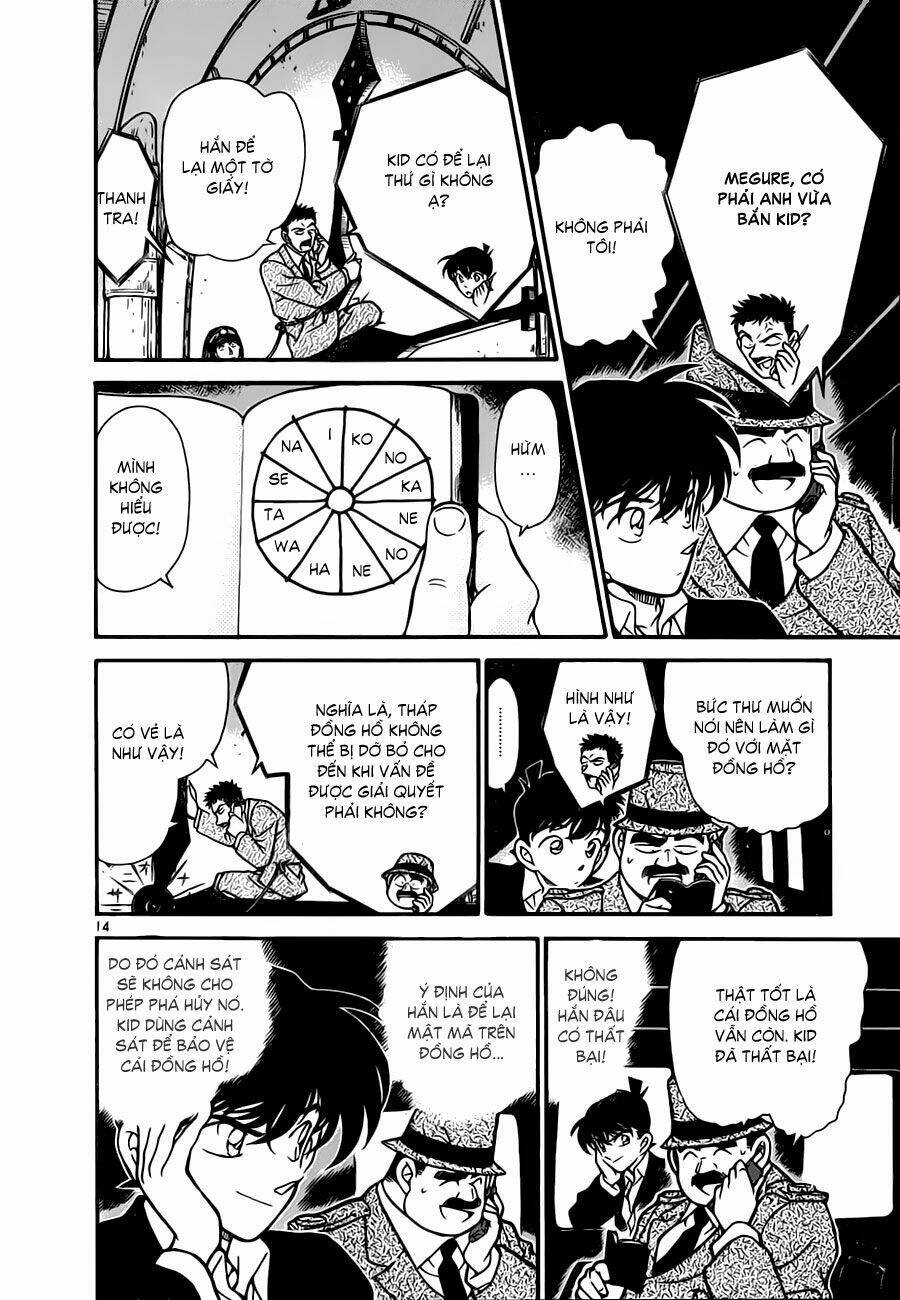 MEGURE, CÓ
PHẢI ANH VỪA
BẮN KID?
KHÔNG PHẢI
TÔI!
KID CÓ ĐỂ LẠI
THỨ GÌ KHÔNG
Ạ?
HẮN ĐỂ
LẠI MỘT TỜ
GIẤY!
THANH
TRA!
HỪM
...
I
KO
NO
KA
NE
NO
NE
HA
WA
TA
SE
NA
MÌNH
KHÔNG
HIỂU
ĐƯỢC!
BỨC THƯ MUỐN
NÓI NÊN LÀM GÌ
ĐÓ VỚI MẶT
ĐỒNG HỒ?
HÌNH NHƯ
LÀ VẬY!
.........
NGHĨA LÀ, THÁP
ĐỒNG HỒ KHÔNG
THỂ BỊ DỠ BỎ CHO
ĐẾN KHI VẤN ĐỀ
ĐƯỢC GIẢI QUYẾT
PHẢI KHÔNG?
CÓ VẺ LÀ
NHƯ VẬY!
14
THẬT TỐT LÀ
CÁI ĐỒNG HỒ
VẪN CÒN. KID
ĐÃ THẤT BẠI!
KHÔNG
ĐÚNG!
HẮN ĐÂU
CÓ THẤT
BẠI!
Ý ĐỊNH CỦA
HẮN LÀ ĐỂ LẠI
MẬT MÃ TRÊN
ĐỒNG HỒ...
DO ĐÓ CẢNH SÁT
SẼ KHÔNG CHO
PHÉP PHÁ HỦY NÓ.
KID DÙNG CẢNH
SÁT ĐỂ BẢO VỆ
CÁI ĐỒNG HỒ!